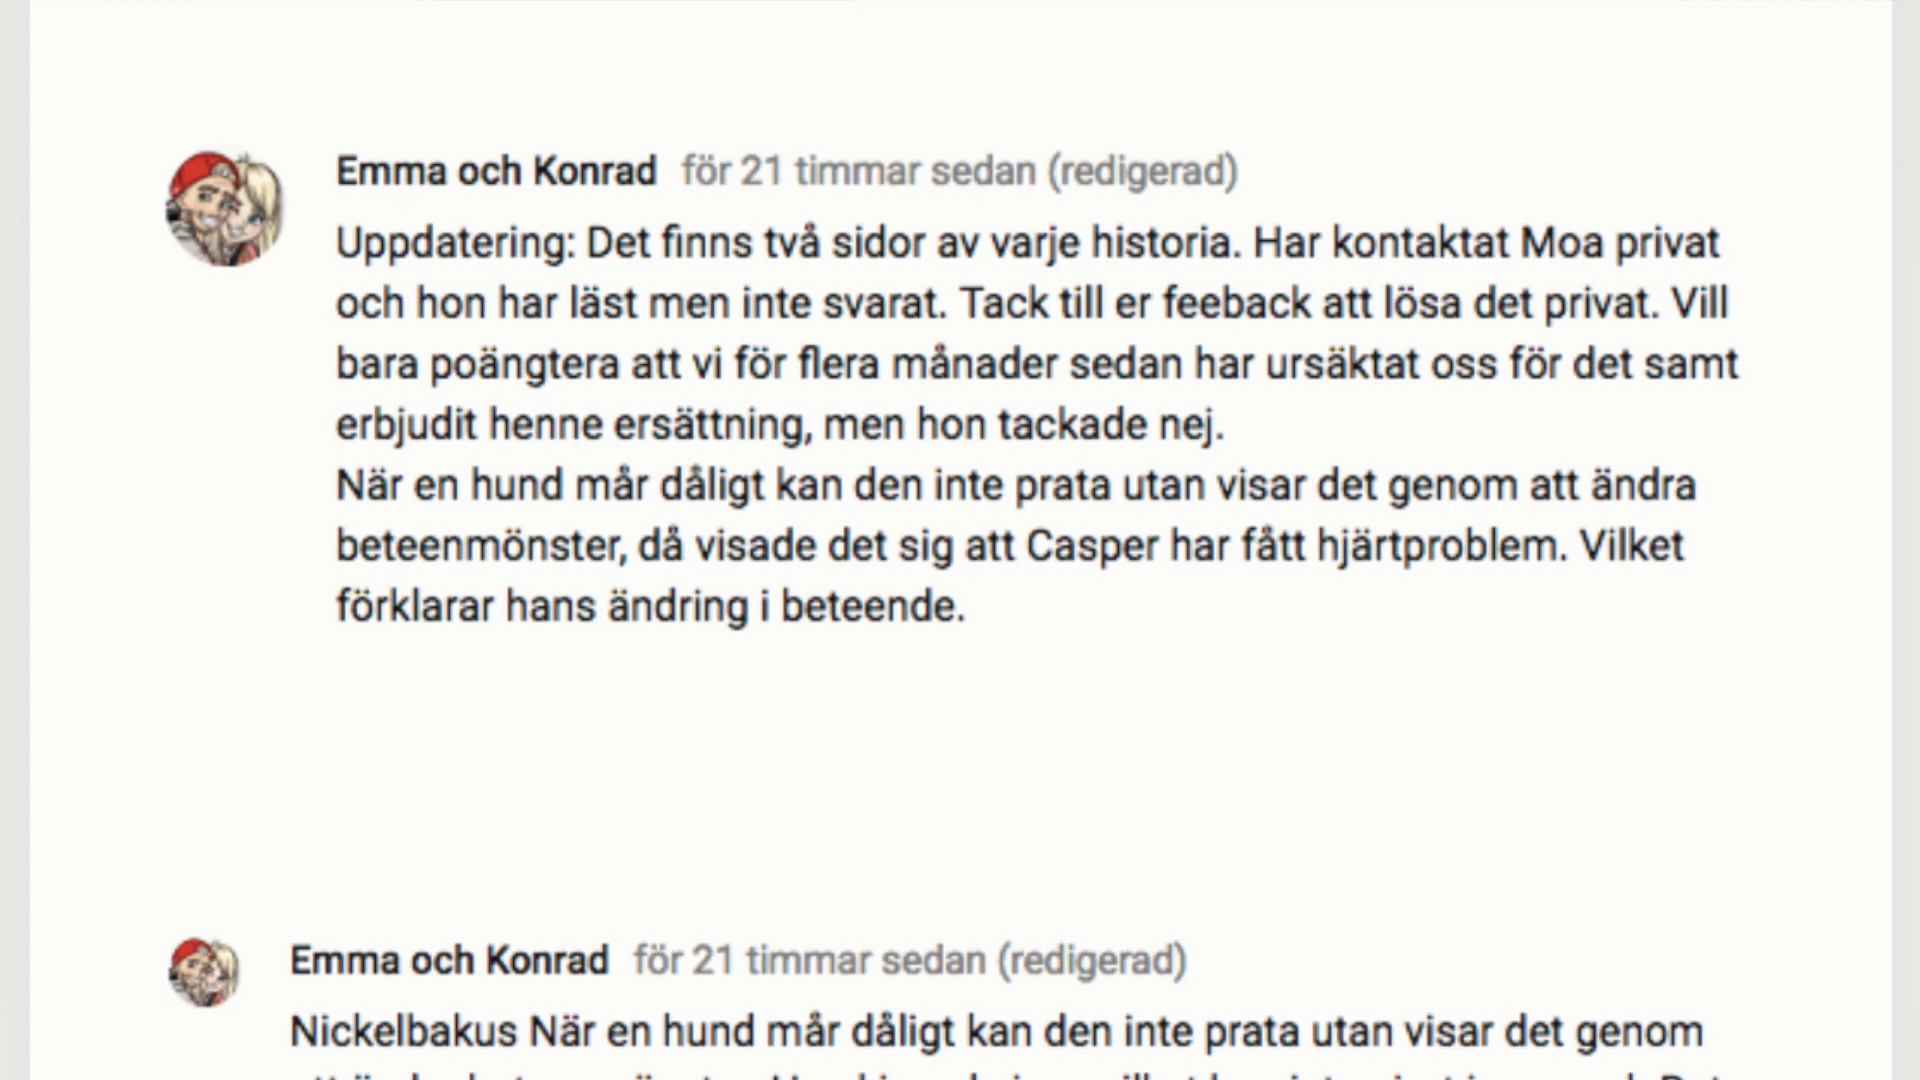 Emma och Konrad för 21 timmar sedan (redigerad)
Uppdatering: Det finns två sidor av varje historia. Har kontaktat Moa privat
och hon har läst men inte svarat. Tack till er feeback att lösa det privat. Vill
bara poängtera att vi för flera månader sedan har ursäktat oss för det samt
erbjudit henne ersättning, men hon tackade nej.
När en hund mår dåligt kan den inte prata utan visar det genom att ändra
beteenmönster, då visade det sig att Casper har fått hjärtproblem. Vilket
förklarar hans ändring i beteende.
Emma och Konrad för 21 timmar sedan (redigerad)
Nickelbakus När en hund mår dåligt kan den inte prata utan visar det genom